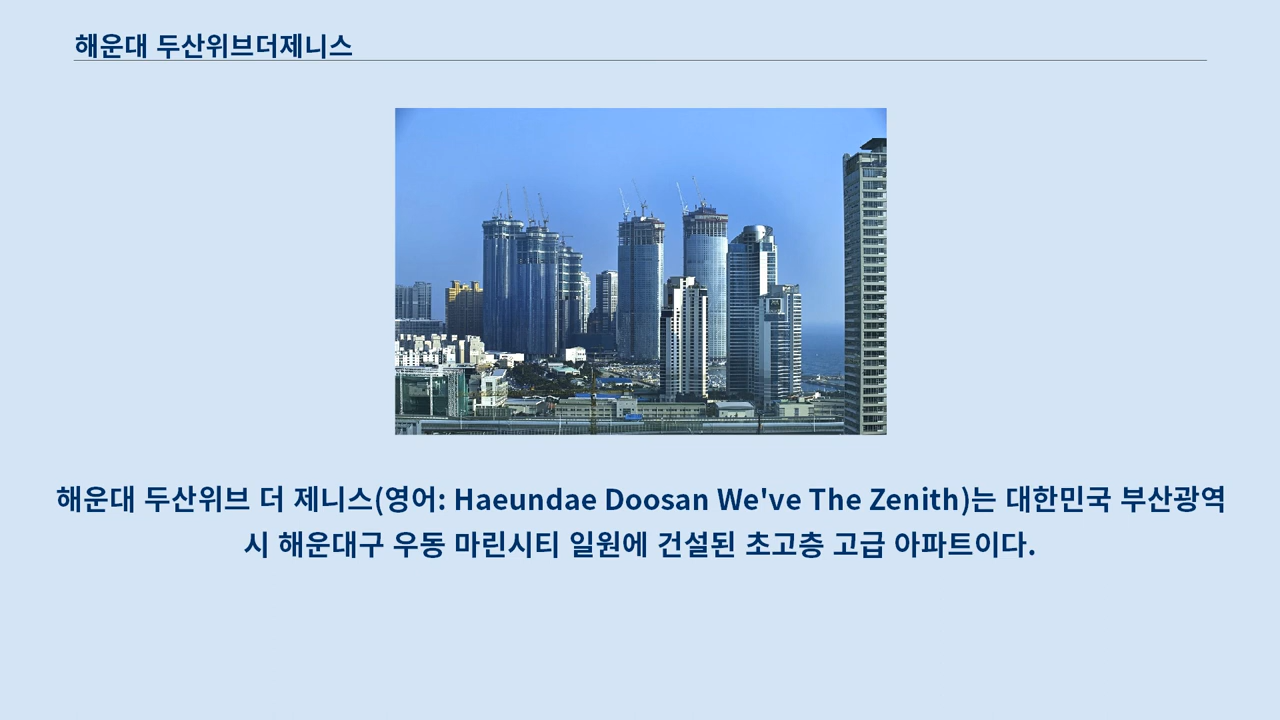 해운대 두산위브더제니스
해운대 두산위브 더 제니스(영어: Haeundae Doosan We've The Zenith)는 대한민국 부산광역
시 해운대구 우동 마린시티 일원에 건설된 초고층 고급 아파트이다.